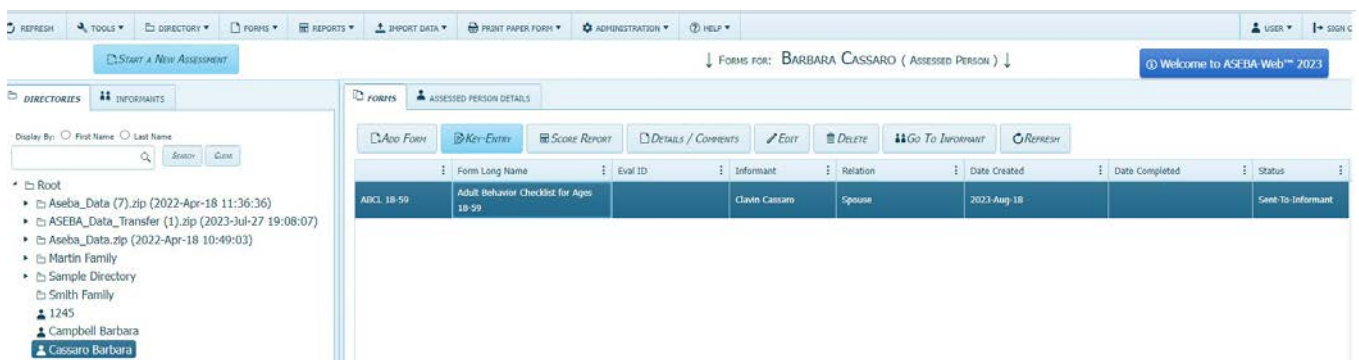 REFRESH TOOLS DIRECTORY FORMS REPORTS IMPORT DATA PRINT PAPER FORM ADMINISTRATION HELP USER SIGN O
START A NEW ASSESSMENT
↓ FORMS FOR: BARBARA CASSARO ( ASSESSED PERSON ) ↓
Welcome to ASEBA-Web™ 2023
DIRECTORIES INFORMANTS
FORMS ASSESSED PERSON DETAILS
Display By: First Name Last Name
SEARCH CLEAR
ADD FORM KEY-ENTRY SCORE REPORT DETAILS / COMMENTS EDIT DELETE GO TO INFORMANT REFRESH
Form Long Name Eval ID Informant Relation Date Created Date Completed Status
ABCL 18-59 Adult Behavior Checklist for Ages 18-59 Clavin Cassaro Spouse 2023-Aug-18 Sent-To-Informant
Root
Aseba_Data (7).zip (2022-Apr-18 11:36:36)
ASEBA_Data_Transfer (1).zip (2023-Jul-27 19:08:07)
Aseba_Data.zip (2022-Apr-18 10:49:03)
Martin Family
Sample Directory
Smith Family
1245
Campbell Barbara
Cassaro Barbara